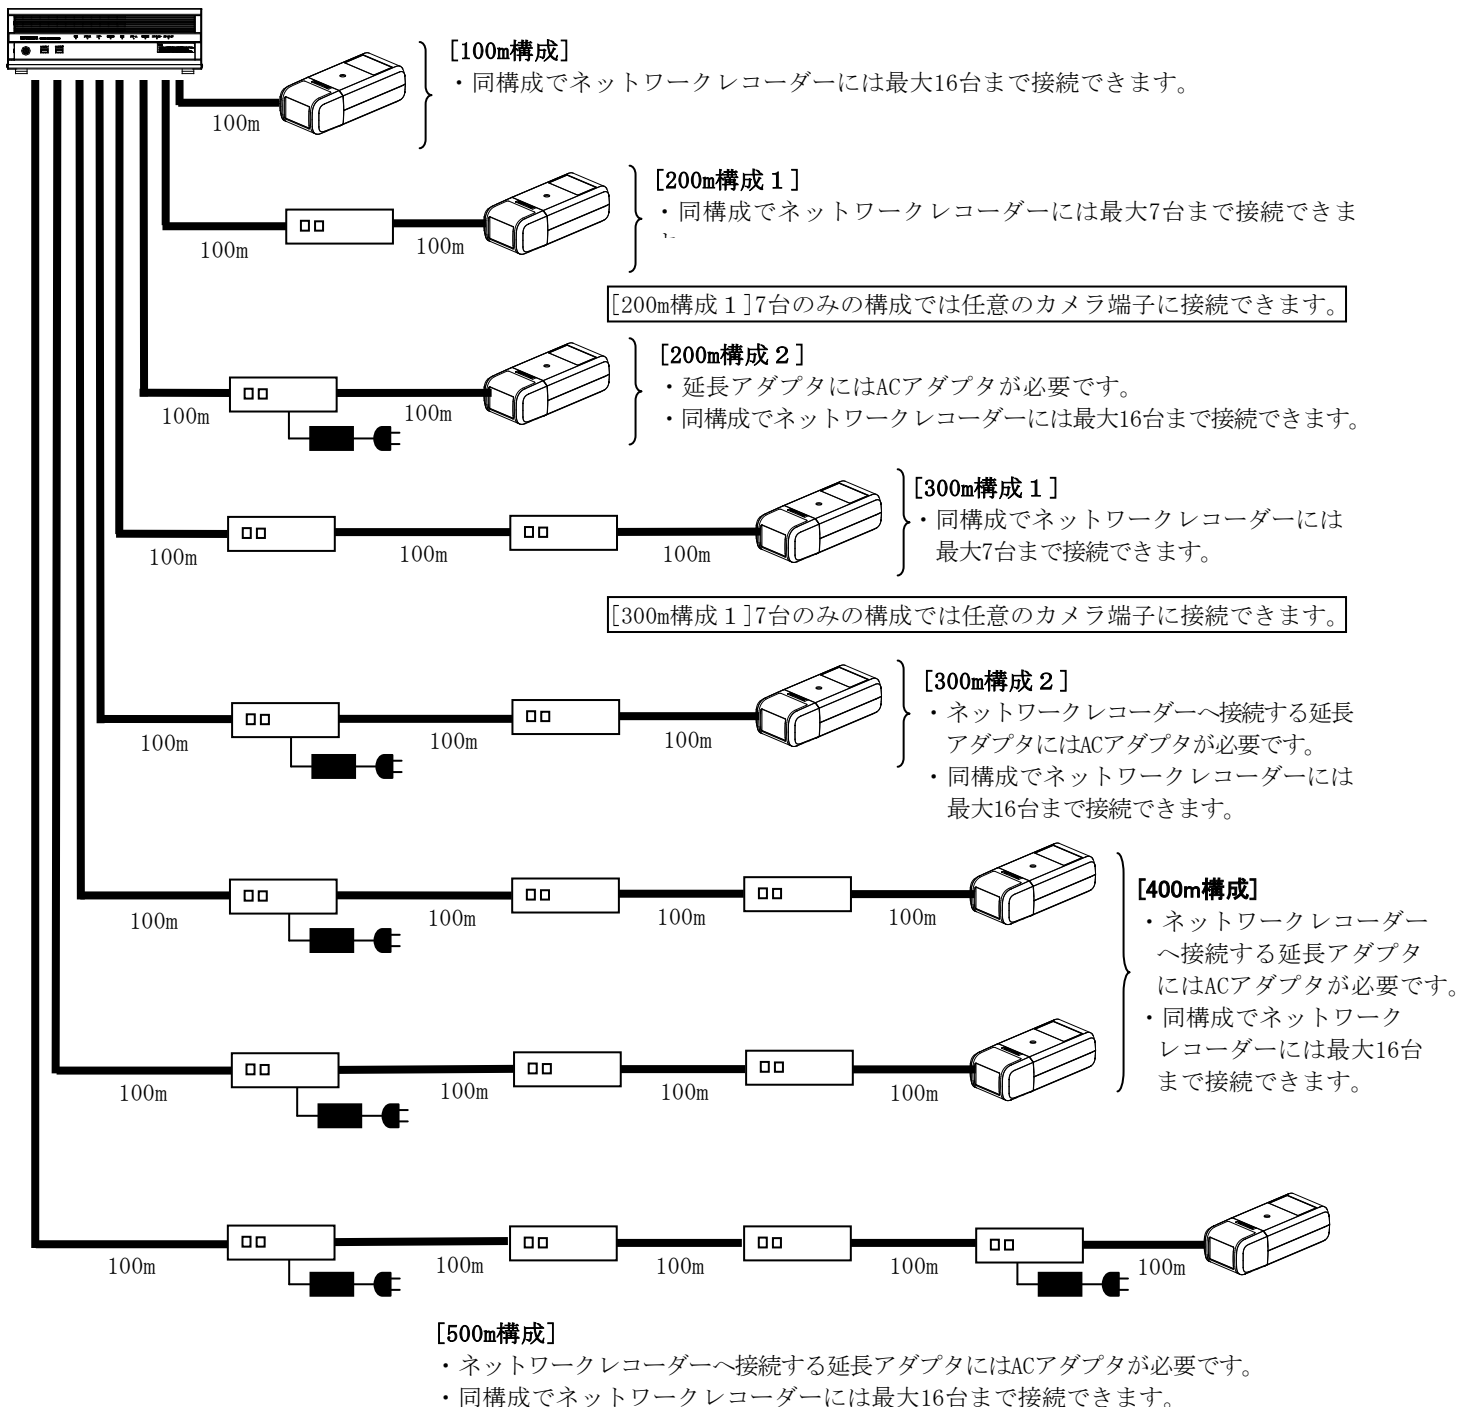 [100m構成]
・同構成でネットワークレコーダーには最大16台まで接続できます。
100m
[200m構成１]
・同構成でネットワークレコーダーには最大7台まで接続できま
100m
100m
[200m構成１]7台のみの構成では任意のカメラ端子に接続できます。
[200m構成２]
・延長アダプタにはACアダプタが必要です。
・同構成でネットワークレコーダーには最大16台まで接続できます。
100m
100m
[300m構成１]
・同構成でネットワークレコーダーには
最大7台まで接続できます。
100m
100m
100m
[300m構成１]7台のみの構成では任意のカメラ端子に接続できます。
[300m構成２]
・ネットワークレコーダーへ接続する延長
アダプタにはACアダプタが必要です。
・同構成でネットワークレコーダーには
最大16台まで接続できます。
100m
100m
100m
[400m構成]
・ネットワークレコーダー
へ接続する延長アダプタ
にはACアダプタが必要です。
・同構成でネットワーク
レコーダーには最大16台
まで接続できます。
100m
100m
100m
100m
100m
100m
100m
100m
100m
100m
100m
100m
100m
[500m構成]
・ネットワークレコーダーへ接続する延長アダプタにはACアダプタが必要です。
・同構成でネットワークレコーダーには最大16台まで接続できます。